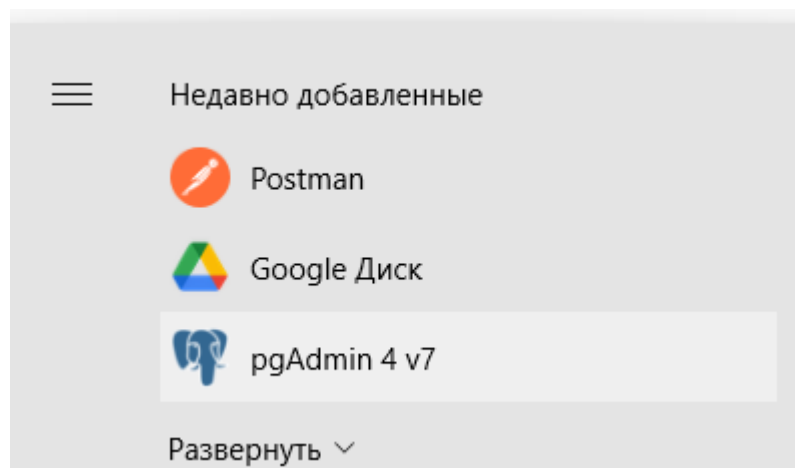 Недавно добавленные
Postman
Google Диск
pgAdmin 4 v7
Развернуть